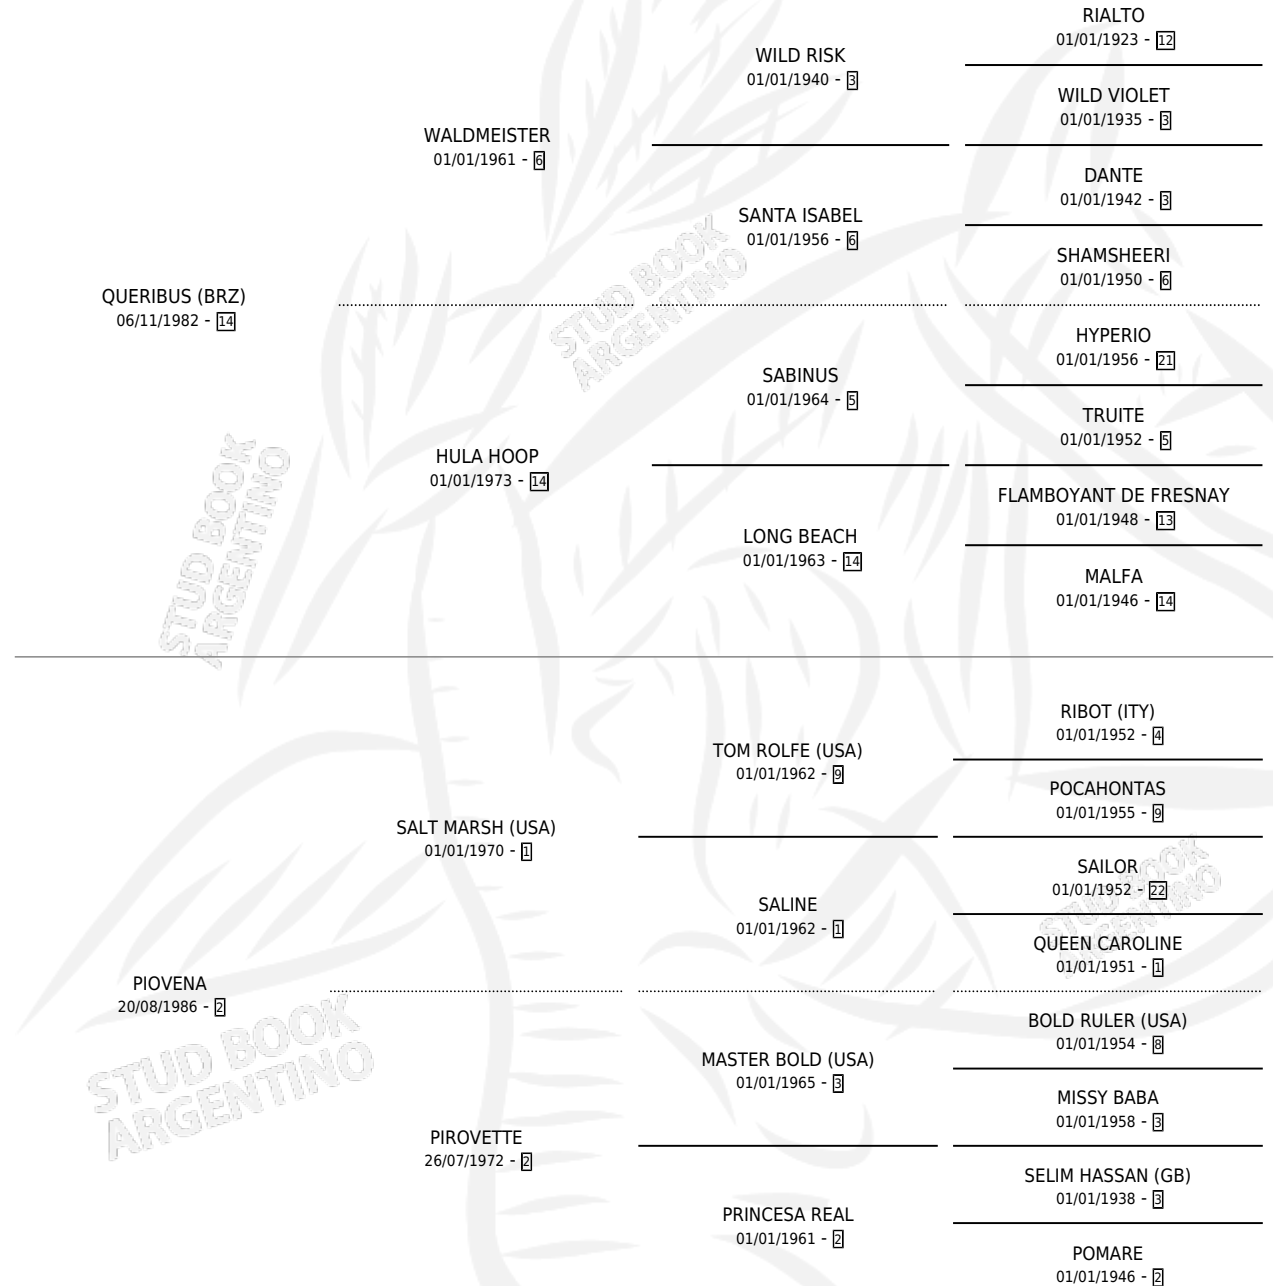 RIALTO
01/01/1923 - 12
WILD RISK
01/01/1940 - 3
WILD VIOLET
01/01/1935 - 3
WALDMEISTER
01/01/1961 - 6
DANTE
01/01/1942 - 3
SANTA ISABEL
01/01/1956 - 6
SHAMSHEERI
01/01/1950 - 6
QUERIBUS (BRZ)
06/11/1982 - 14
HYPERIO
01/01/1956 - 21
SABINUS
01/01/1964 - 5
TRUITE
01/01/1952 - 5
HULA HOOP
01/01/1973 - 14
FLAMBOYANT DE FRESNAY
01/01/1948 - 13
LONG BEACH
01/01/1963 - 14
MALFA
01/01/1946 - 14
STUD BOOK
ARGENTINO
STUD BOOK
ARGENTINO
RIBOT (ITY)
01/01/1952 - 4
TOM ROLFE (USA)
01/01/1962 - 9
POCAHONTAS
01/01/1955 - 9
SALT MARSH (USA)
01/01/1970 - 1
SAILOR
01/01/1952 - 22
SALINE
01/01/1962 - 1
QUEEN CAROLINE
01/01/1951 - 1
STUD BOOK
ARGENTINO
PIOVENA
20/08/1986 - 2
BOLD RULER (USA)
01/01/1954 - 8
MASTER BOLD (USA)
01/01/1965 - 3
MISSY BABA
01/01/1958 - 3
PIROVETTE
26/07/1972 - 2
SELIM HASSAN (GB)
01/01/1938 - 3
PRINCESA REAL
01/01/1961 - 2
POMARE
01/01/1946 - 2
STUD BOOK
ARGENTINO